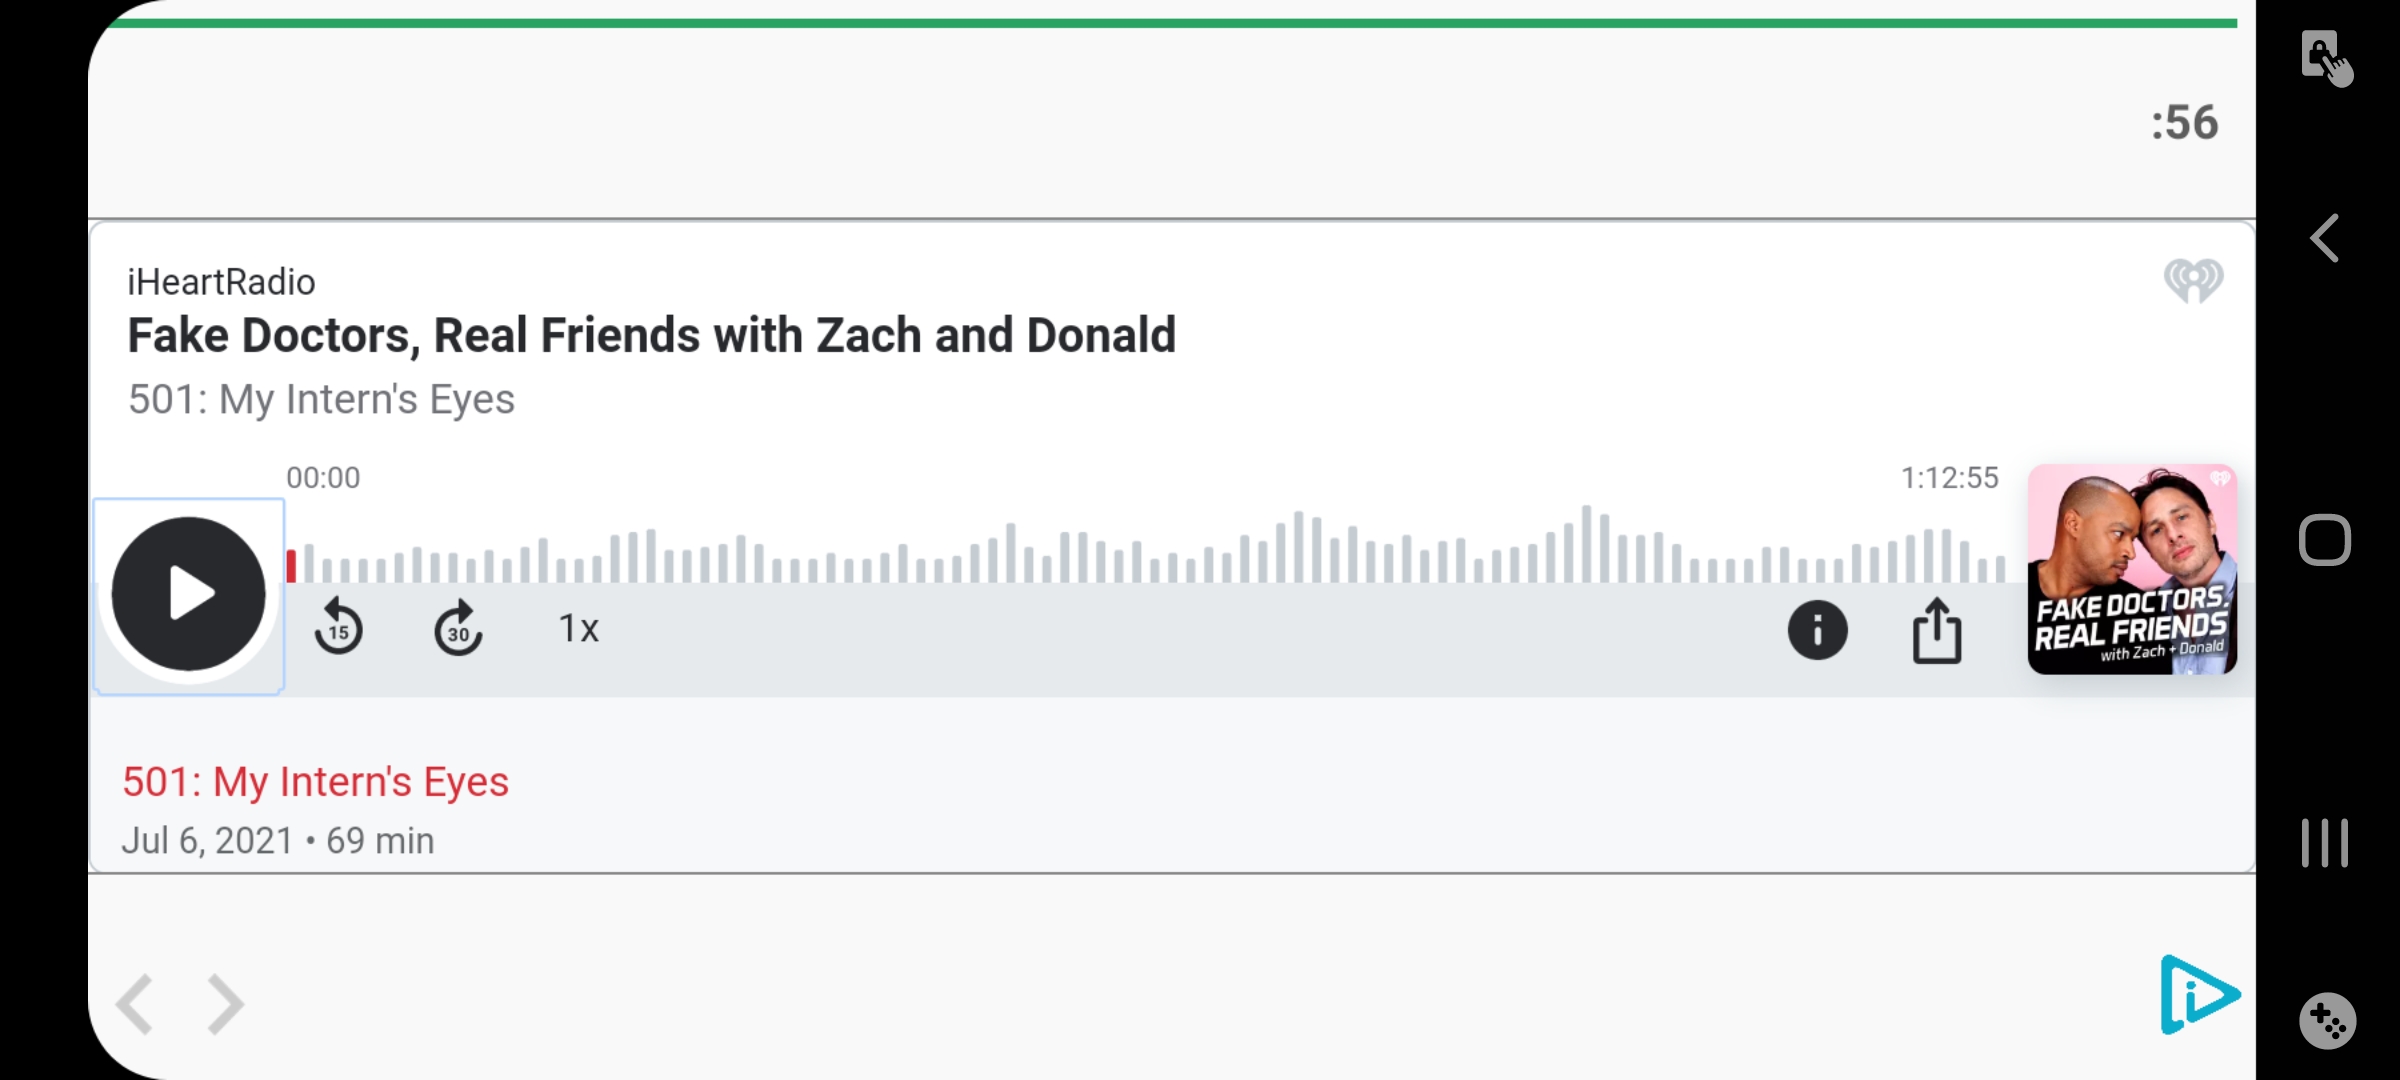 :56
iHeartRadio
Fake Doctors, Real Friends with Zach and Donald
501: My Intern's Eyes
00:00
1:12:55
15
30
1x
FAKE DOCTORS,
REAL FRIENDS
with Zach + Donald
501: My Intern's Eyes
Jul 6, 2021 • 69 min